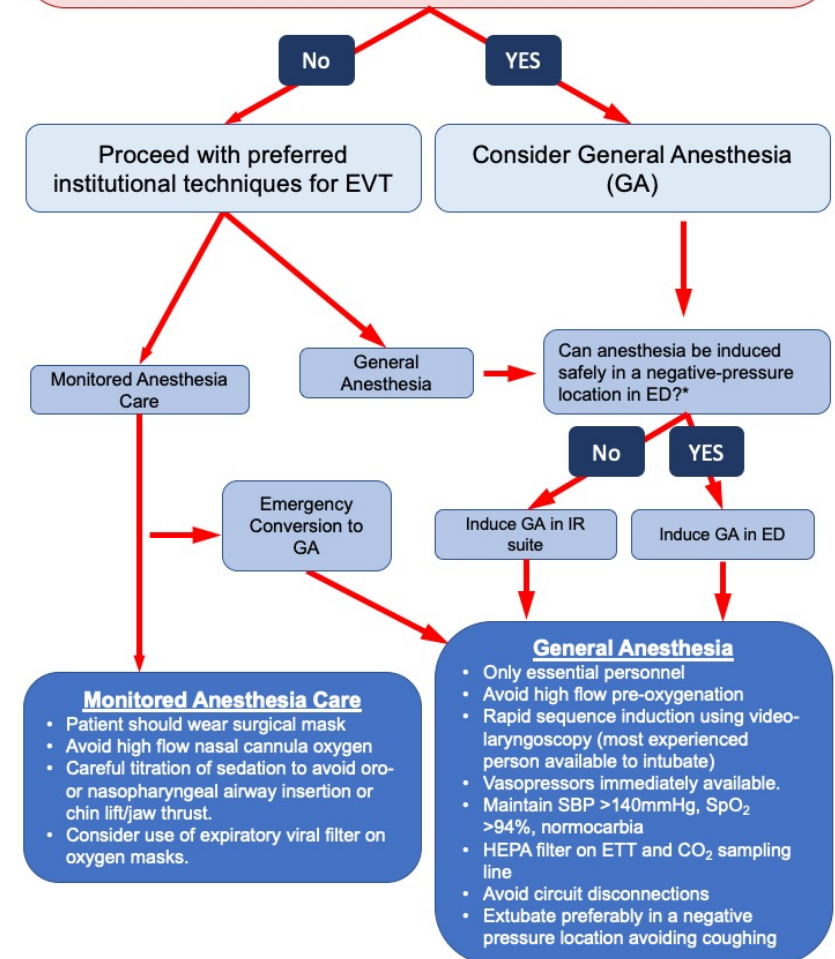 No
YES
Proceed with preferred
institutional techniques for EVT
Consider General Anesthesia
(GA)
Monitored Anesthesia
Care
General
Anesthesia
Can anesthesia be induced
safely in a negative-pressure
location in ED?*
No
YES
Emergency
Conversion to
GA
Induce GA in IR
suite
Induce GA in ED
Monitored Anesthesia Care
• Patient should wear surgical mask
• Avoid high flow nasal cannula oxygen
• Careful titration of sedation to avoid oro-
or nasopharyngeal airway insertion or
chin lift/jaw thrust.
• Consider use of expiratory viral filter on
oxygen masks.
General Anesthesia
• Only essential personnel
• Avoid high flow pre-oxygenation
• Rapid sequence induction using video-
laryngoscopy (most experienced
person available to intubate)
• Vasopressors immediately available.
• Maintain SBP >140mmHg, SpO₂
>94%, normocarbia
• HEPA filter on ETT and CO₂ sampling
line
• Avoid circuit disconnections
• Extubate preferably in a negative
pressure location avoiding coughing